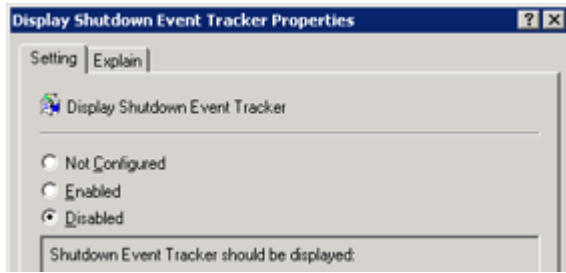 Display Shutdown Event Tracker Properties
Setting Explain
Display Shutdown Event Tracker
Not Configured
Enabled
Disabled
Shutdown Event Tracker should be displayed: